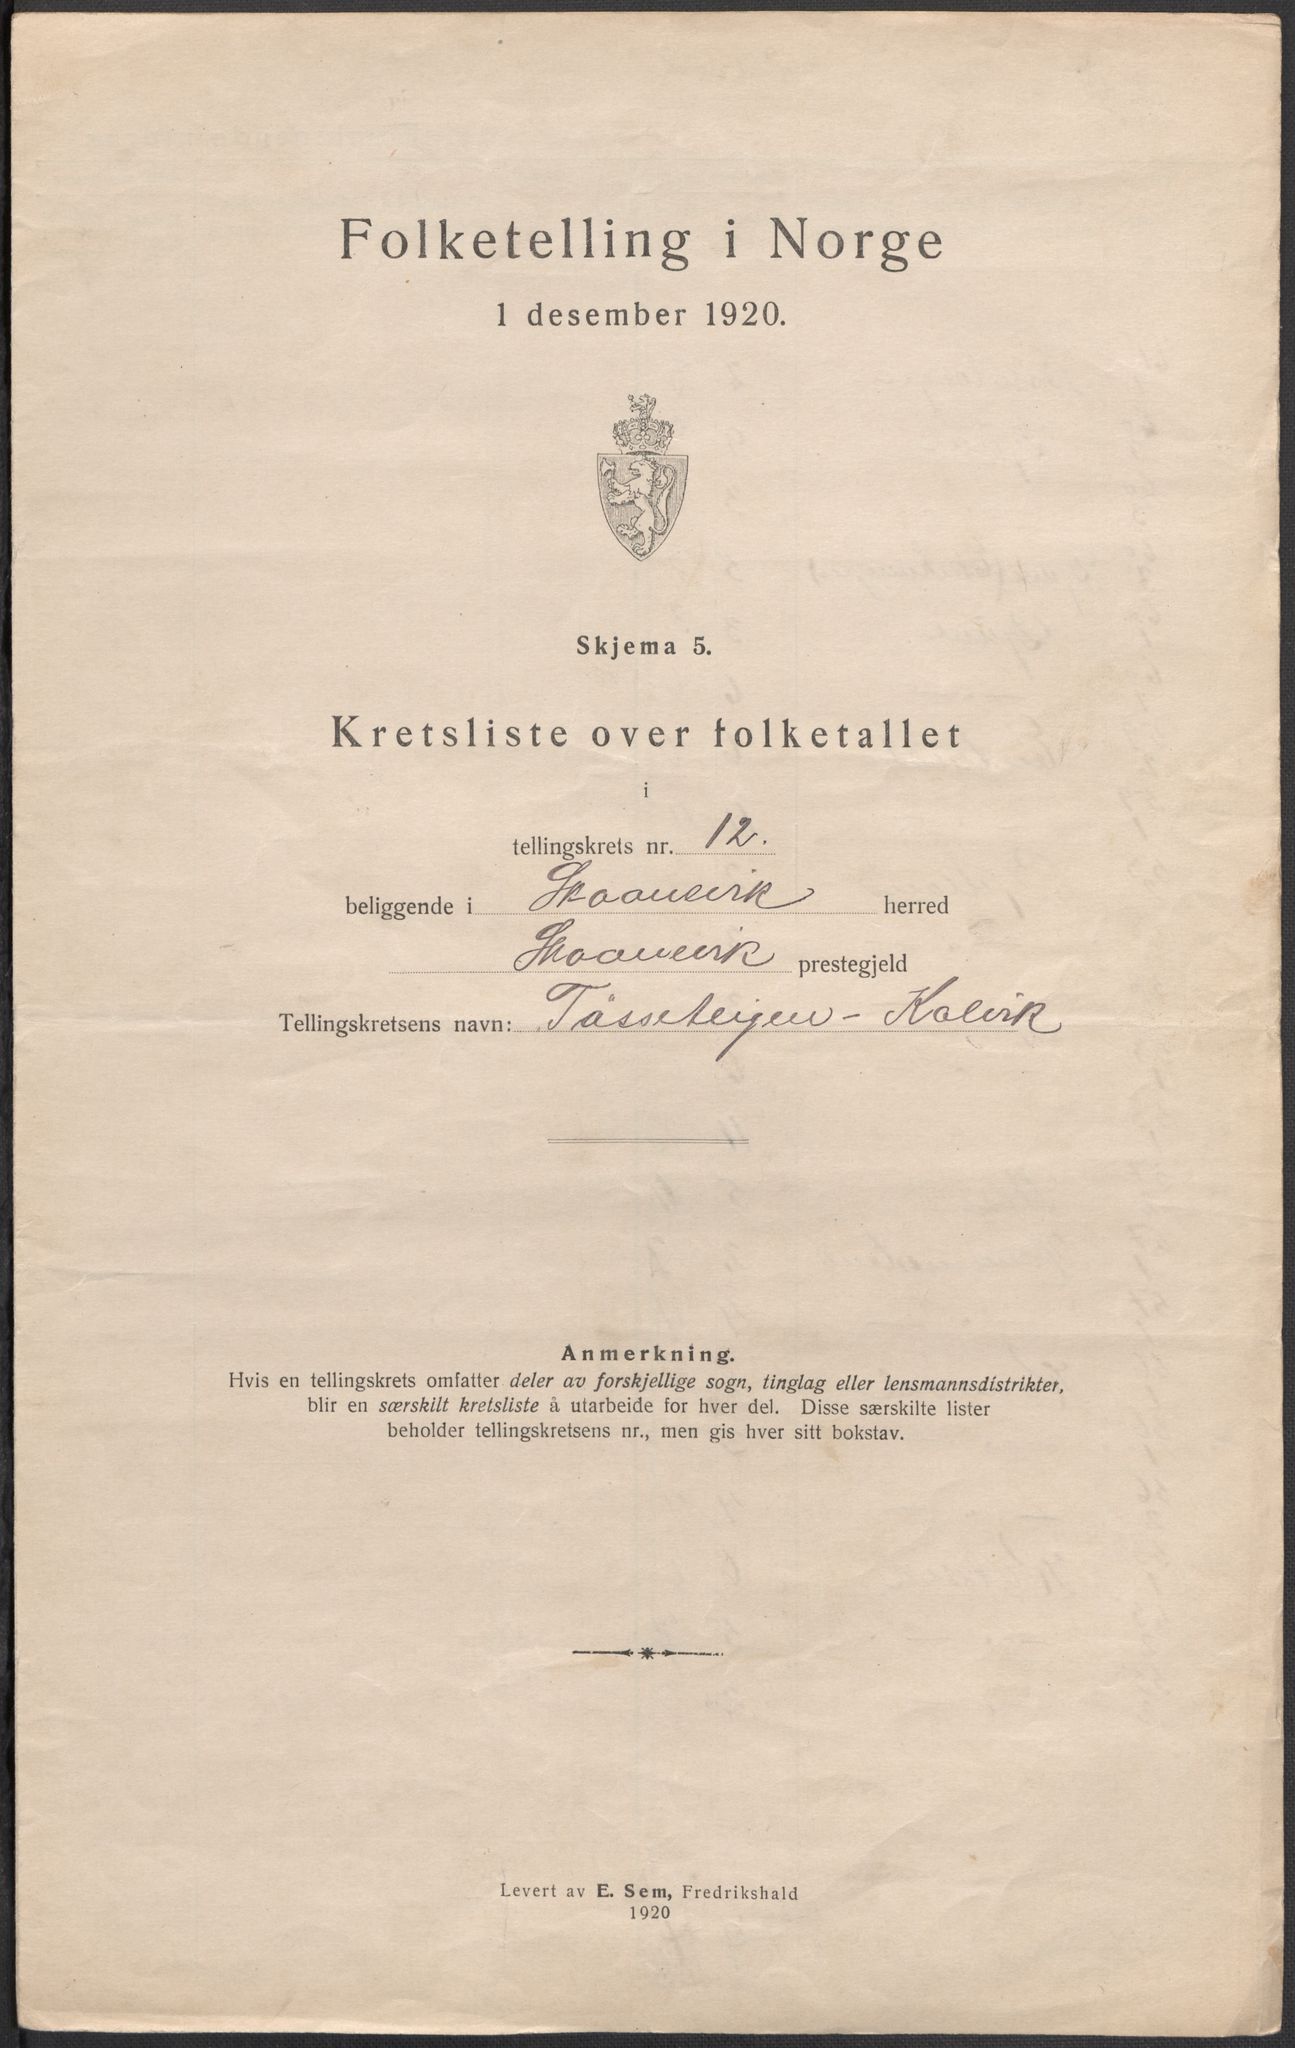 Folketelling i Norge
1 desember 1920.
Skjema 5.
Kretsliste over folketallet
i
tellingskrets nr. 12.
beliggende i Skaanevik herred
Skaanevik prestegjeld
Tellingskretsens navn: Tåsseteigen - Kalvik
Anmerkning.
Hvis en tellingskrets omfatter deler av forskjellige sogn, tinglag eller lensmannsdistrikter,
blir en særskilt kretsliste å utarbeide for hver del. Disse særskilte lister
beholder tellingskretsens nr., men gis hver sitt bokstav.
Levert av E. Sem, Fredrikshald
1920